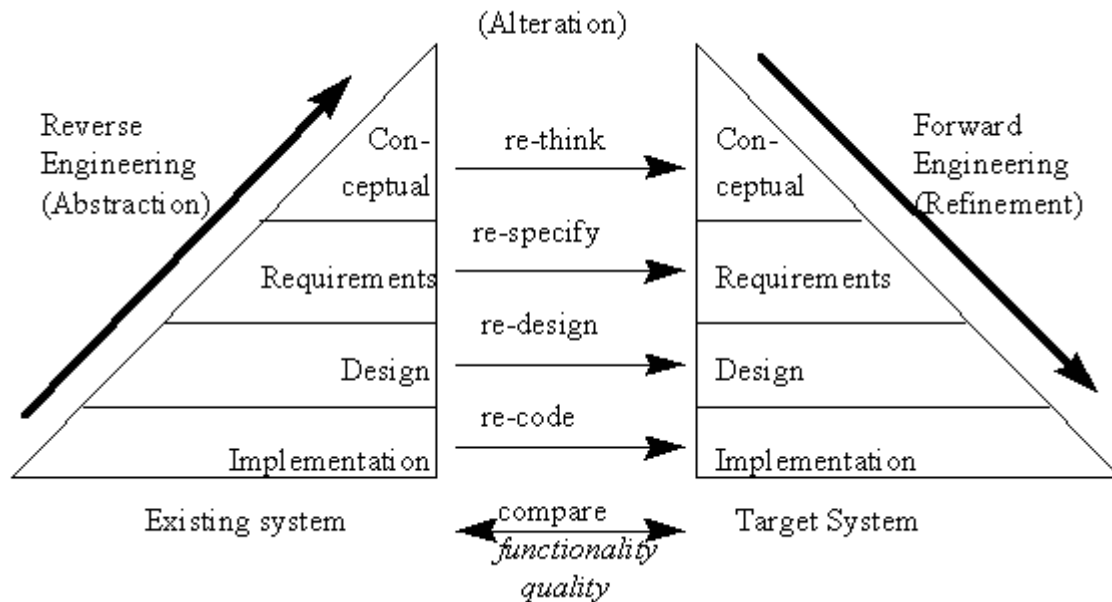 (Alteration)
Reverse
Engineering
(Abstraction)
Con-
ceptual
Requirements
Design
Implementation
re-think
re-specify
re-design
re-code
Con-
ceptual
Requirements
Design
Implementation
Forward
Engineering
(Refinement)
Existing system
compare
functionality
quality
Target System